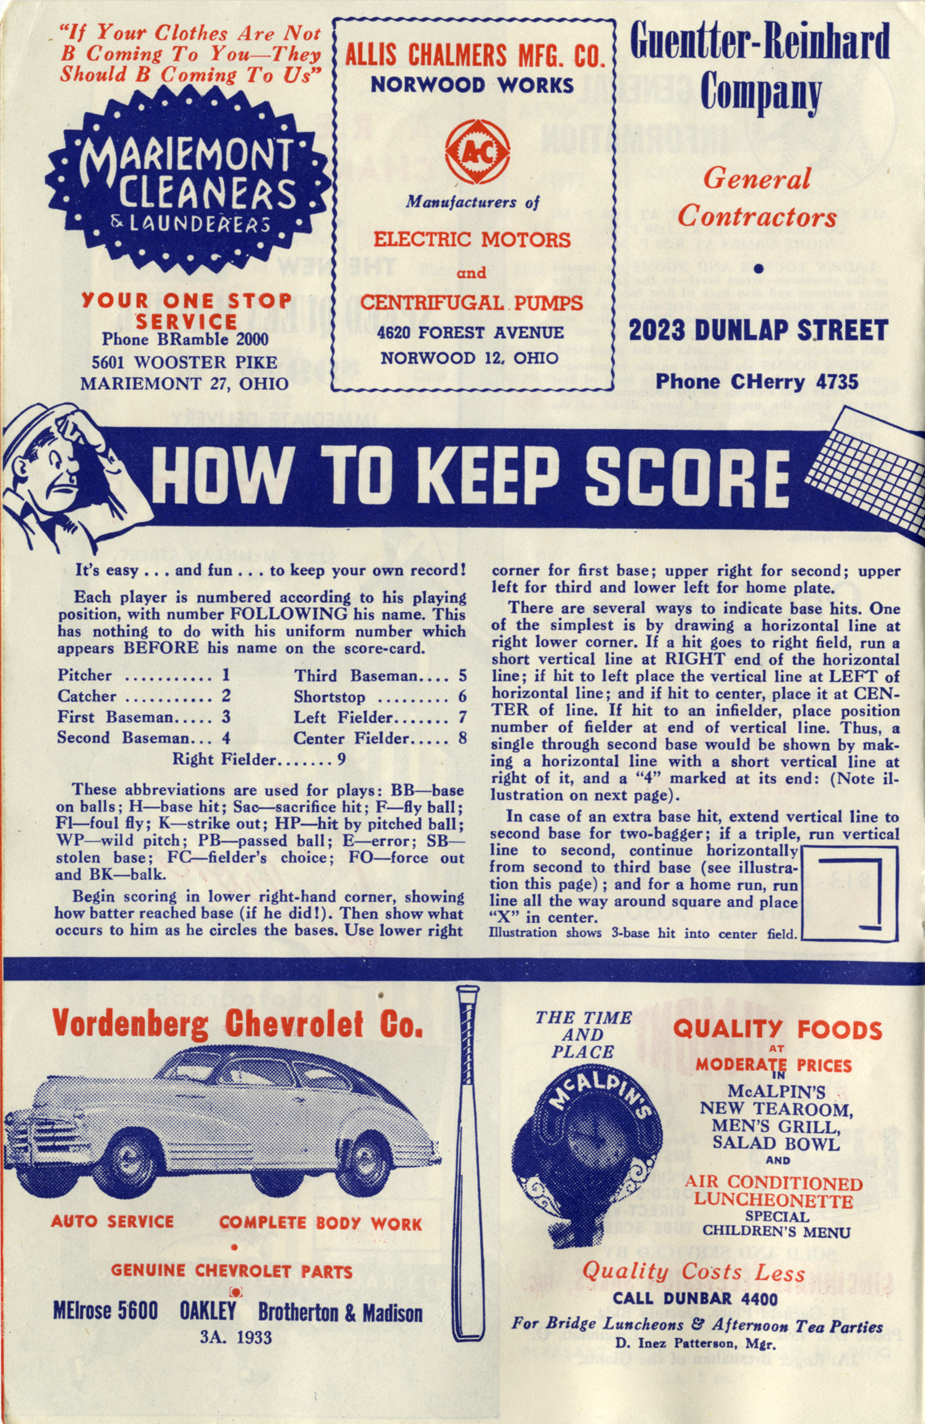 "If Your Clothes Are Not
B Coming To You—They
Should B Coming To Us"
MARIEMONT
CLEANERS
& LAUNDERERS
YOUR ONE STOP
SERVICE
Phone BRamble 2000
5601 WOOSTER PIKE
MARIEMONT 27, OHIO
ALLIS CHALMERS MFG. CO.
NORWOOD WORKS
A-C
Manufacturers of
ELECTRIC MOTORS
and
CENTRIFUGAL PUMPS
4620 FOREST AVENUE
NORWOOD 12, OHIO
Guentter-Reinhard
Company
General
Contractors
•
2023 DUNLAP STREET
Phone CHerry 4735
HOW TO KEEP SCORE
It's easy . . . and fun . . . to keep your own record!
Each player is numbered according to his playing
position, with number FOLLOWING his name. This
has nothing to do with his uniform number which
appears BEFORE his name on the score-card.
Pitcher ........... 1
Catcher ........... 2
First Baseman..... 3
Second Baseman... 4
Third Baseman.... 5
Shortstop ......... 6
Left Fielder....... 7
Center Fielder..... 8
Right Fielder....... 9
These abbreviations are used for plays: BB—base
on balls; H—base hit; Sac—sacrifice hit; F—fly ball;
Fl—foul fly; K—strike out; HP—hit by pitched ball;
WP—wild pitch; PB—passed ball; E—error; SB—
stolen base; FC—fielder's choice; FO—force out
and BK—balk.
Begin scoring in lower right-hand corner, showing
how batter reached base (if he did!). Then show what
occurs to him as he circles the bases. Use lower right
corner for first base; upper right for second; upper
left for third and lower left for home plate.
There are several ways to indicate base hits. One
of the simplest is by drawing a horizontal line at
right lower corner. If a hit goes to right field, run a
short vertical line at RIGHT end of the horizontal
line; if hit to left place the vertical line at LEFT of
horizontal line; and if hit to center, place it at CEN-
TER of line. If hit to an infielder, place position
number of fielder at end of vertical line. Thus, a
single through second base would be shown by mak-
ing a horizontal line with a short vertical line at
right of it, and a "4" marked at its end: (Note il-
lustration on next page).
In case of an extra base hit, extend vertical line to
second base for two-bagger; if a triple, run vertical
line to second, continue horizontally
from second to third base (see illustra-
tion this page) ; and for a home run, run
line all the way around square and place
"X" in center.
Illustration shows 3-base hit into center field.
Vordenberg Chevrolet Co.
AUTO SERVICE COMPLETE BODY WORK
•
GENUINE CHEVROLET PARTS
•
MElrose 5600 OAKLEY Brotherton & Madison
3A. 1933
THE TIME
AND
PLACE
McALPIN'S
QUALITY FOODS
AT
MODERATE PRICES
IN
McALPIN'S
NEW TEAROOM,
MEN'S GRILL,
SALAD BOWL
AND
AIR CONDITIONED
LUNCHEONETTE
SPECIAL
CHILDREN'S MENU
Quality Costs Less
CALL DUNBAR 4400
For Bridge Luncheons & Afternoon Tea Parties
D. Inez Patterson, Mgr.